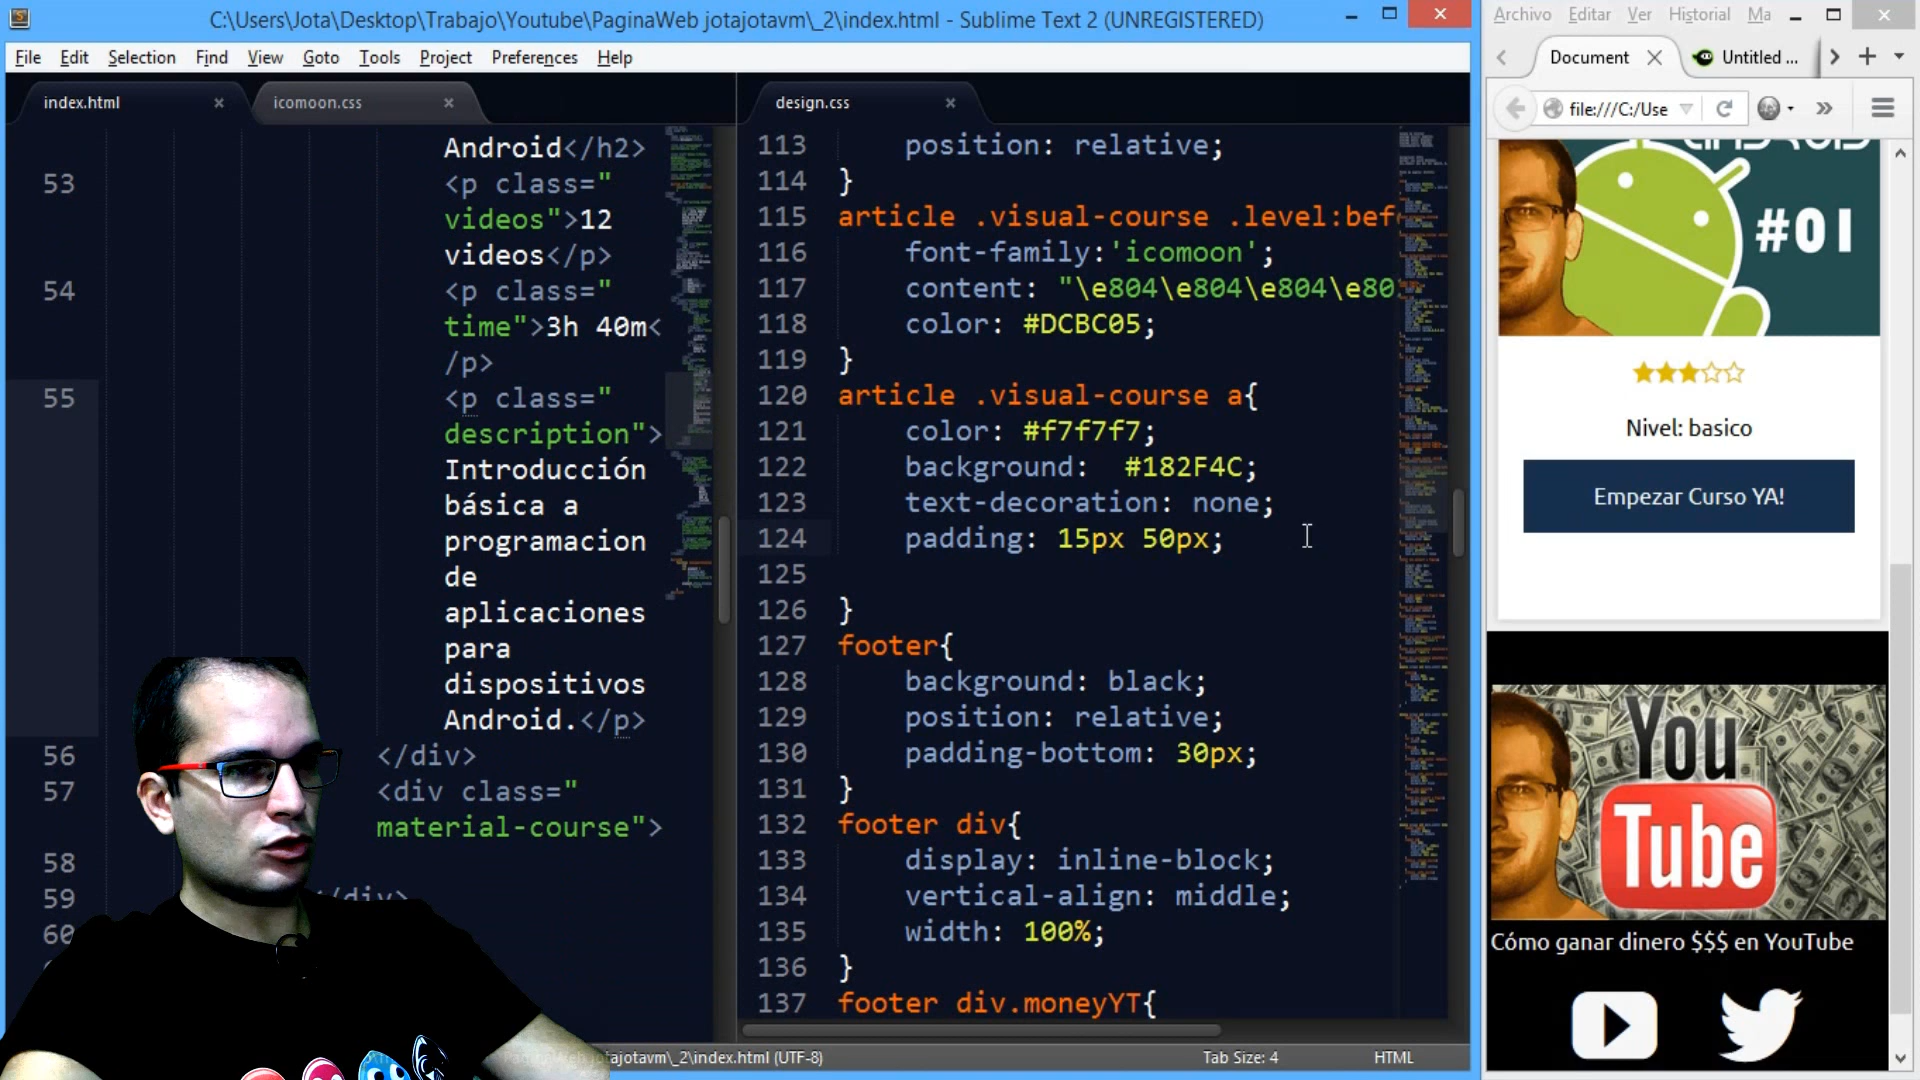 C:\Users\Jota\Desktop\Trabajo\Youtube\PaginaWeb jotajotavm\_2\index.html - Sublime Text 2 (UNREGISTERED)
File Edit Selection Find View Goto Tools Project Preferences Help
index.html
icomoon.css
Android</h2>
53 <p class="
videos">12
videos</p>
54 <p class="
time">3h 40m<
/p>
55 <p class="
description">
Introducción
básica a
programacion
de
aplicaciones
para
dispositivos
Android.</p>
56 </div>
57 <div class="
material-course">
58
59 </div>
60
design.css
113 position: relative;
114 }
115 article .visual-course .level:bef
116 font-family:'icomoon';
117 content: "\e804\e804\e804\e80
118 color: #DCBC05;
119 }
120 article .visual-course a{
121 color: #f7f7f7;
122 background: #182F4C;
123 text-decoration: none;
124 padding: 15px 50px;
125
126 }
127 footer{
128 background: black;
129 position: relative;
130 padding-bottom: 30px;
131 }
132 footer div{
133 display: inline-block;
134 vertical-align: middle;
135 width: 100%;
136 }
137 footer div.moneyYT{
jotajotavm\_2\index.html (UTF-8)
Tab Size: 4
HTML
Archivo Editar Ver Historial Ma
Document
Untitled ...
file:///C:/Use
#01
Nivel: basico
Empezar Curso YA!
You
Tube
Cómo ganar dinero $$$ en YouTube